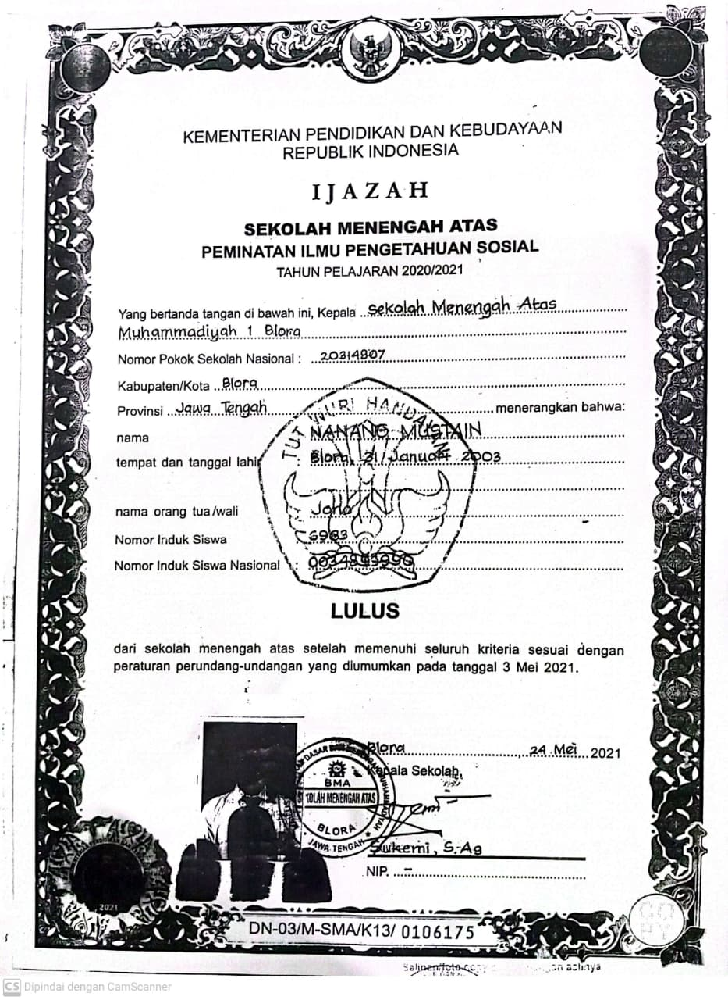 KEMENTERIAN PENDIDIKAN DAN KEBUDAYAAN
REPUBLIK INDONESIA
IJAZAH
SEKOLAH MENENGAH ATAS
PEMINATAN ILMU PENGETAHUAN SOSIAL
TAHUN PELAJARAN 2020/2021
Yang bertanda tangan di bawah ini, Kepala Sekolah Menengah Atas
Muhammadiyah 1 Blora
Nomor Pokok Sekolah Nasional : 20314807
Kabupaten/Kota Blora
Provinsi Jawa Tengah menerangkan bahwa:
TUT WURI HANDAYANI
nama : NANANG MUSTAIN
tempat dan tanggal lahir : Blora, 21 Januari 2003
nama orang tua/wali
Nomor Induk Siswa : 6983
Nomor Induk Siswa Nasional :
LULUS
dari sekolah menengah atas setelah memenuhi seluruh kriteria sesuai dengan
peraturan perundang-undangan yang diumumkan pada tanggal 3 Mei 2021.
Blora, 24 Mei 2021
Kepala Sekolah,
SMA
SEKOLAH MENENGAH ATAS
BLORA
JAWA TENGAH
Sukemi, S.Ag
NIP. -
2021
DN-03/M-SMA/K13/ 0106175
COPY
Salinan/foto aslinya
CS Dipindai dengan CamScanner